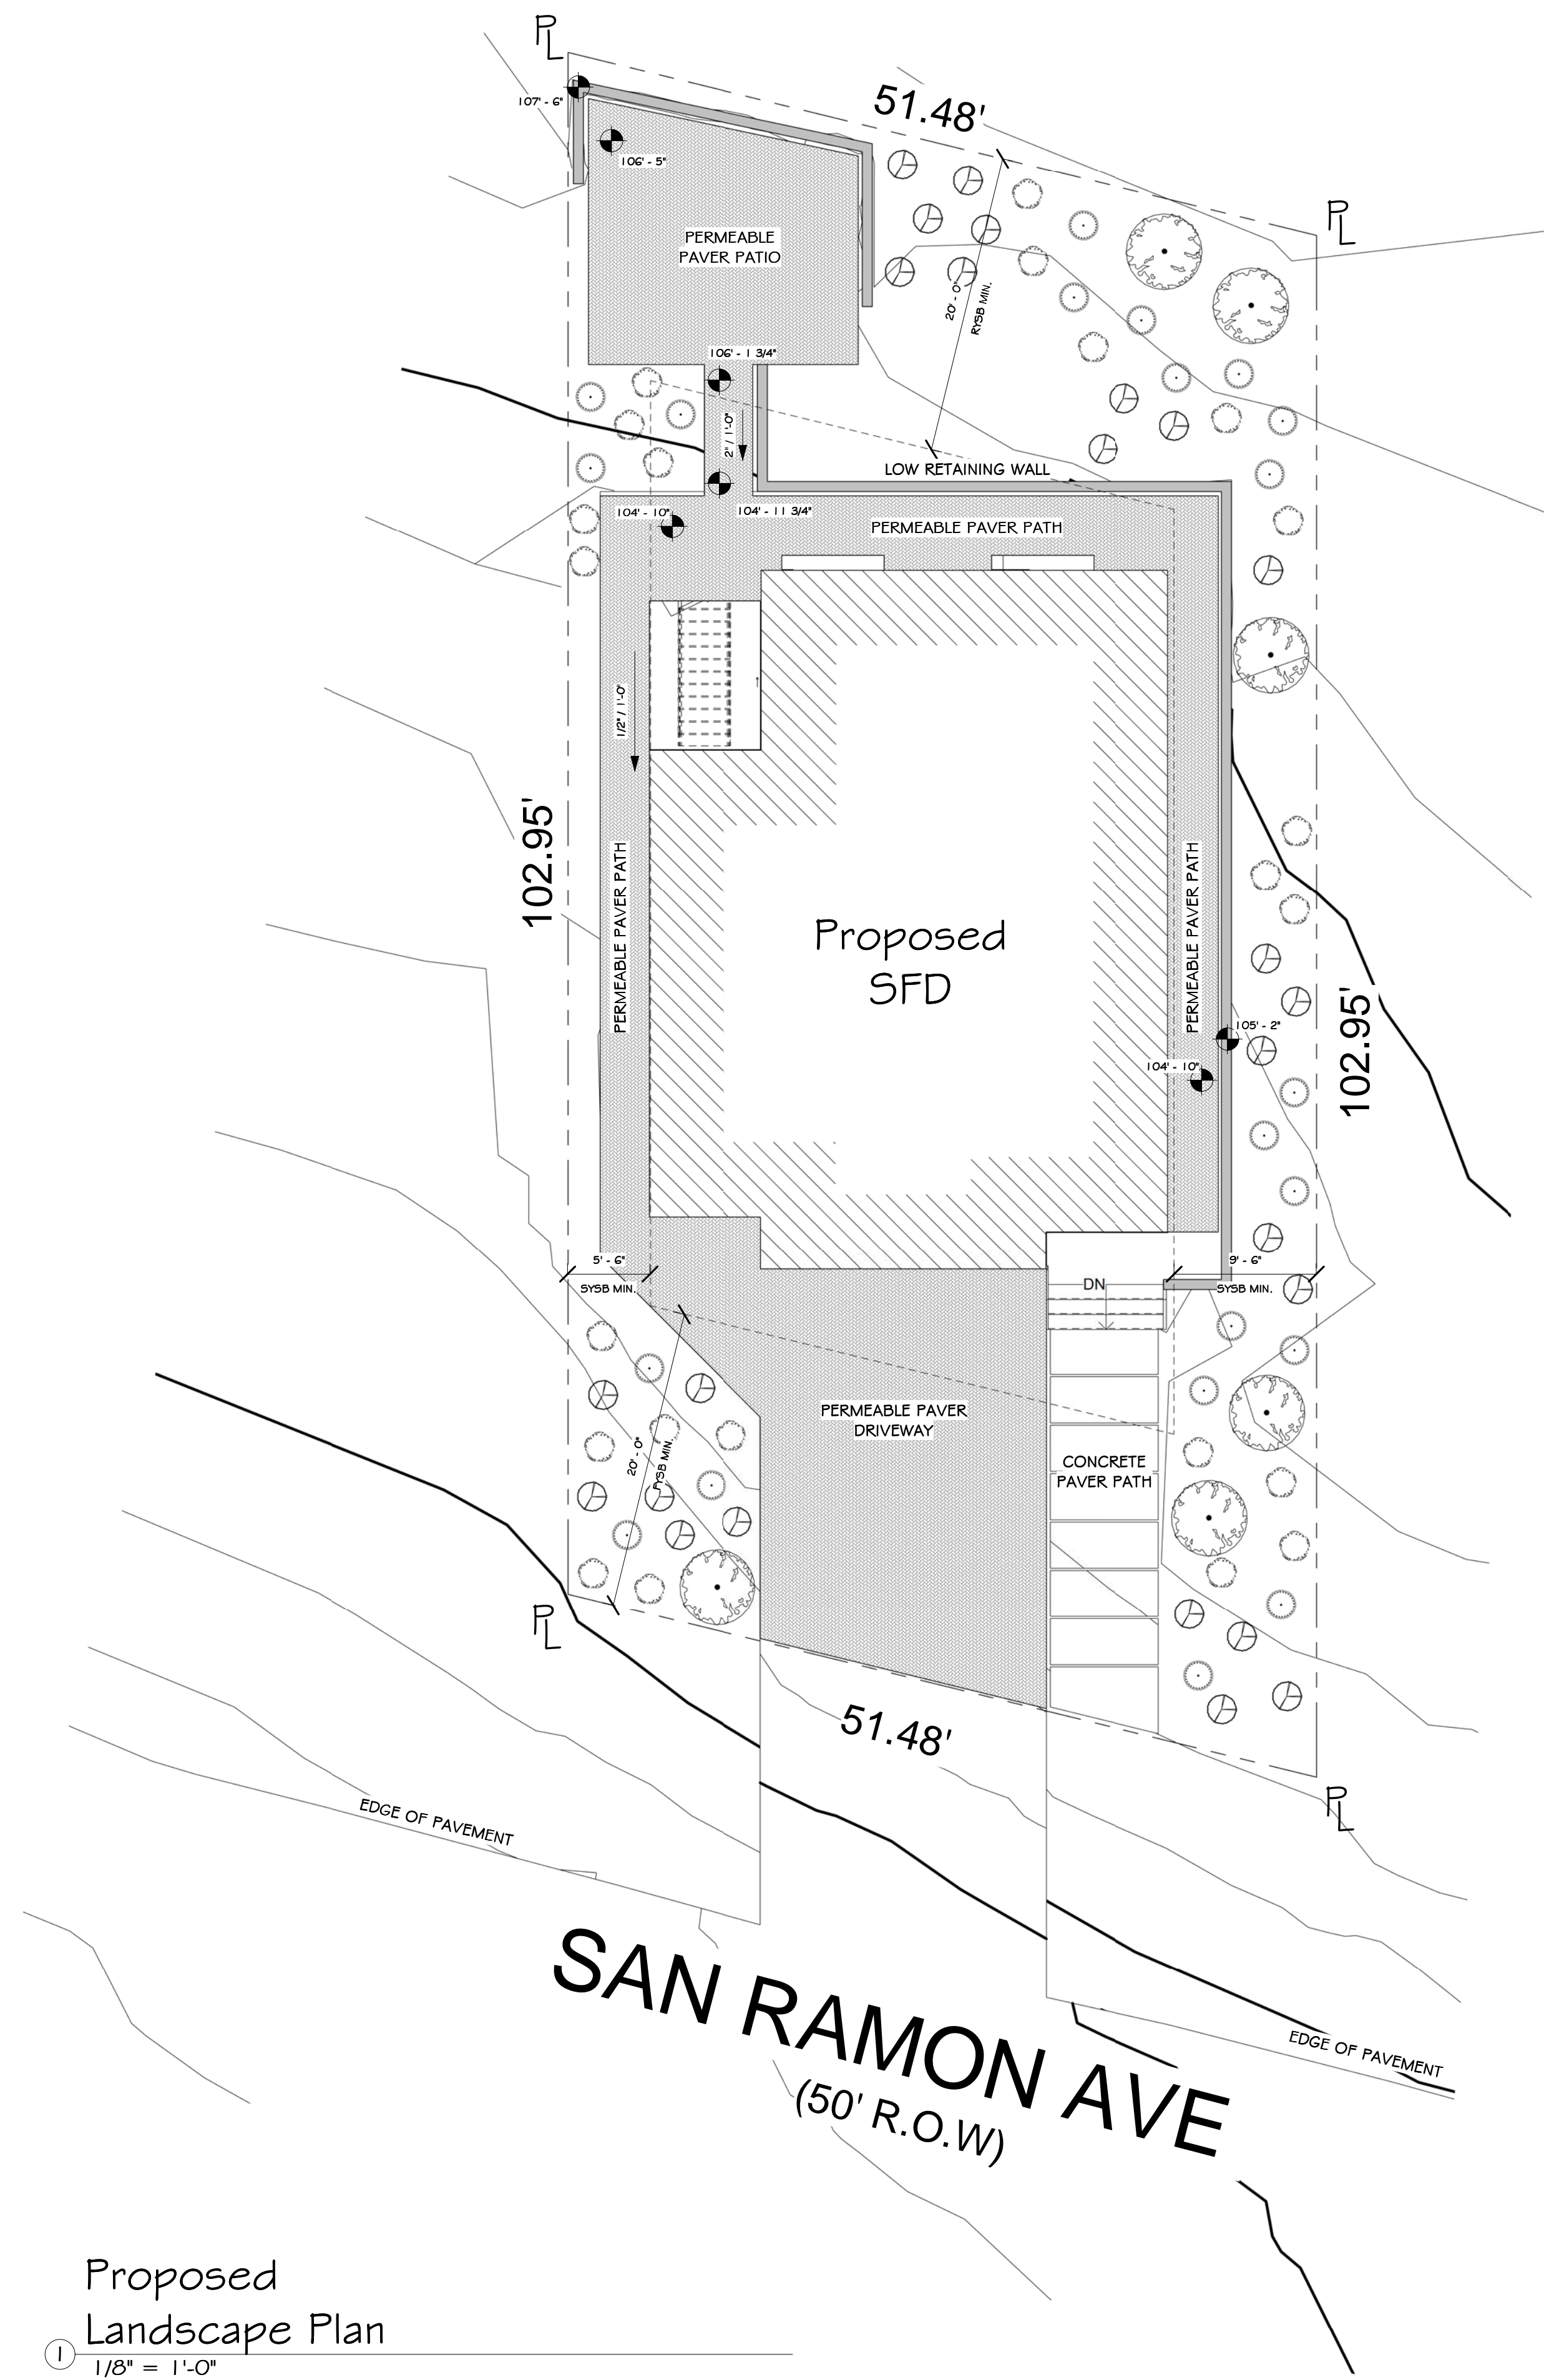 PL
107' - 6"
51.48'
106' - 5"
PL
PERMEABLE
PAVER PATIO
20' - 0"
RYSB MIN.
106' - 1 3/4"
2" / 1'-0"
LOW RETAINING WALL
104' - 10"
104' - 11 3/4"
PERMEABLE PAVER PATH
1/2" / 1'-0"
102.95'
PERMEABLE PAVER PATH
Proposed
SFD
PERMEABLE PAVER PATH
105' - 2"
102.95'
104' - 10"
5' - 6"
SYSB MIN.
DN
9' - 6"
SYSB MIN.
20' - 0"
FYSB MIN.
PERMEABLE PAVER
DRIVEWAY
CONCRETE
PAVER PATH
PL
51.48'
PL
EDGE OF PAVEMENT
SAN RAMON AVE
(50' R.O.W)
EDGE OF PAVEMENT
Proposed
Landscape Plan
1
1/8" = 1'-0"